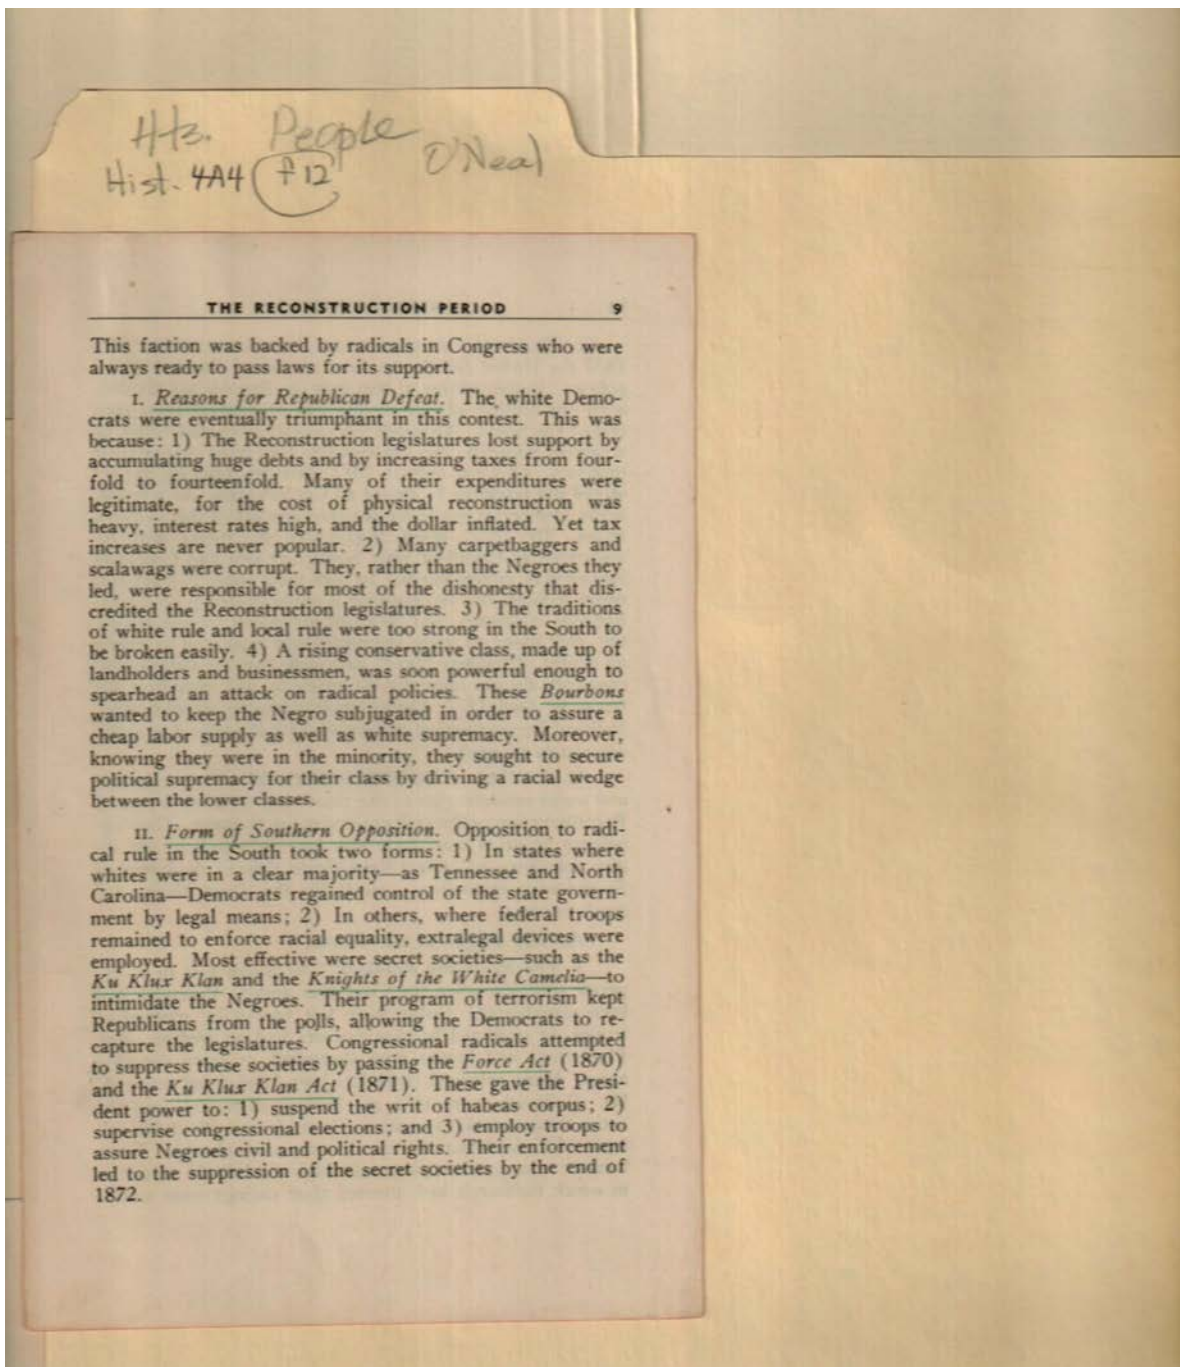 Hts. People O'Neal
Hist. 4A4 f12
THE RECONSTRUCTION PERIOD 9
This faction was backed by radicals in Congress who were
always ready to pass laws for its support.
I. Reasons for Republican Defeat. The white Demo-
crats were eventually triumphant in this contest. This was
because: 1) The Reconstruction legislatures lost support by
accumulating huge debts and by increasing taxes from four-
fold to fourteenfold. Many of their expenditures were
legitimate, for the cost of physical reconstruction was
heavy, interest rates high, and the dollar inflated. Yet tax
increases are never popular. 2) Many carpetbaggers and
scalawags were corrupt. They, rather than the Negroes they
led, were responsible for most of the dishonesty that dis-
credited the Reconstruction legislatures. 3) The traditions
of white rule and local rule were too strong in the South to
be broken easily. 4) A rising conservative class, made up of
landholders and businessmen, was soon powerful enough to
spearhead an attack on radical policies. These Bourbons
wanted to keep the Negro subjugated in order to assure a
cheap labor supply as well as white supremacy. Moreover,
knowing they were in the minority, they sought to secure
political supremacy for their class by driving a racial wedge
between the lower classes.
II. Form of Southern Opposition. Opposition to radi-
cal rule in the South took two forms: 1) In states where
whites were in a clear majority—as Tennessee and North
Carolina—Democrats regained control of the state govern-
ment by legal means; 2) In others, where federal troops
remained to enforce racial equality, extralegal devices were
employed. Most effective were secret societies—such as the
Ku Klux Klan and the Knights of the White Camelia—to
intimidate the Negroes. Their program of terrorism kept
Republicans from the polls, allowing the Democrats to re-
capture the legislatures. Congressional radicals attempted
to suppress these societies by passing the Force Act (1870)
and the Ku Klux Klan Act (1871). These gave the Presi-
dent power to: 1) suspend the writ of habeas corpus; 2)
supervise congressional elections; and 3) employ troops to
assure Negroes civil and political rights. Their enforcement
led to the suppression of the secret societies by the end of
1872.